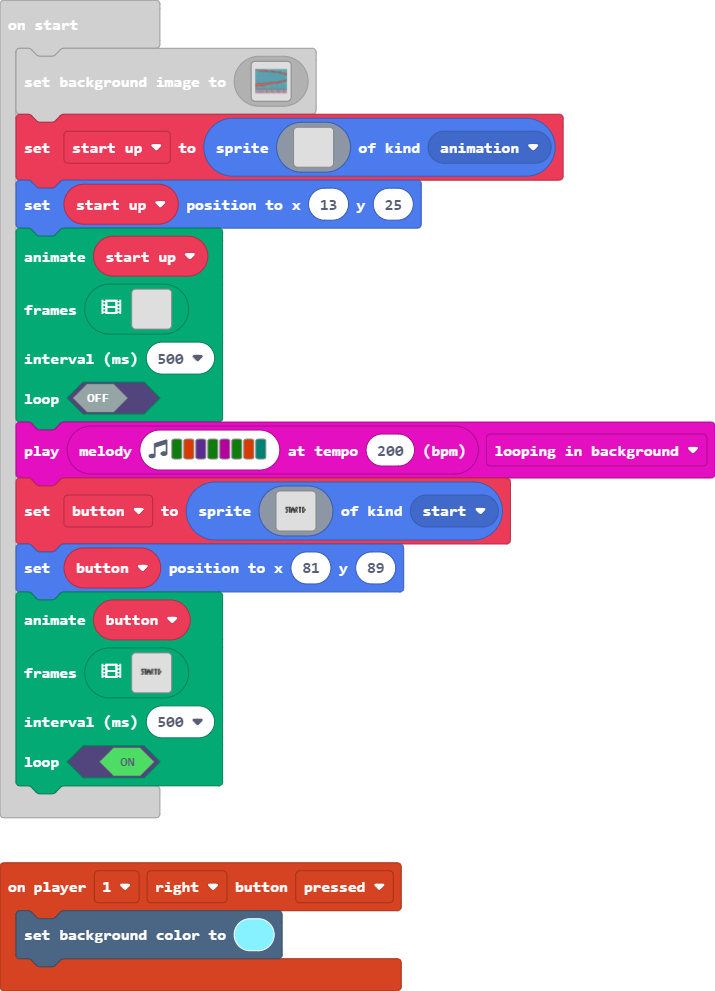 on start
set background image to
set start up to sprite of kind animation
set start up position to x 13 y 25
animate start up
frames
interval (ms) 500
loop OFF
play melody at tempo 200 (bpm) looping in background
set button to sprite START of kind start
set button position to x 81 y 89
animate button
frames START
interval (ms) 500
loop ON
on player 1 right button pressed
set background color to